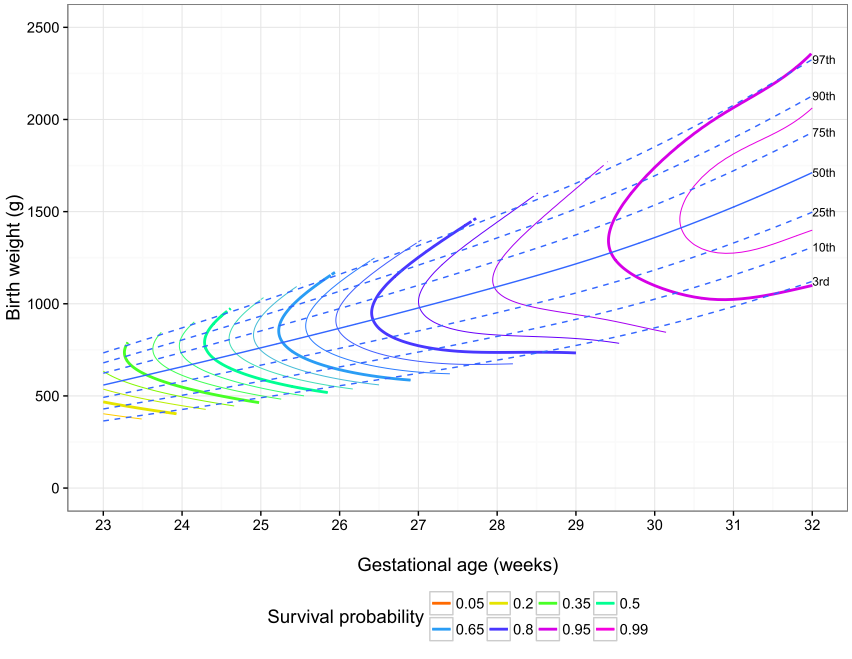 2500
2000
1500
1000
500
0
Birth weight (g)
97th
90th
75th
50th
25th
10th
3rd
23 24 25 26 27 28 29 30 31 32
Gestational age (weeks)
Survival probability
0.05 0.2 0.35 0.5
0.65 0.8 0.95 0.99